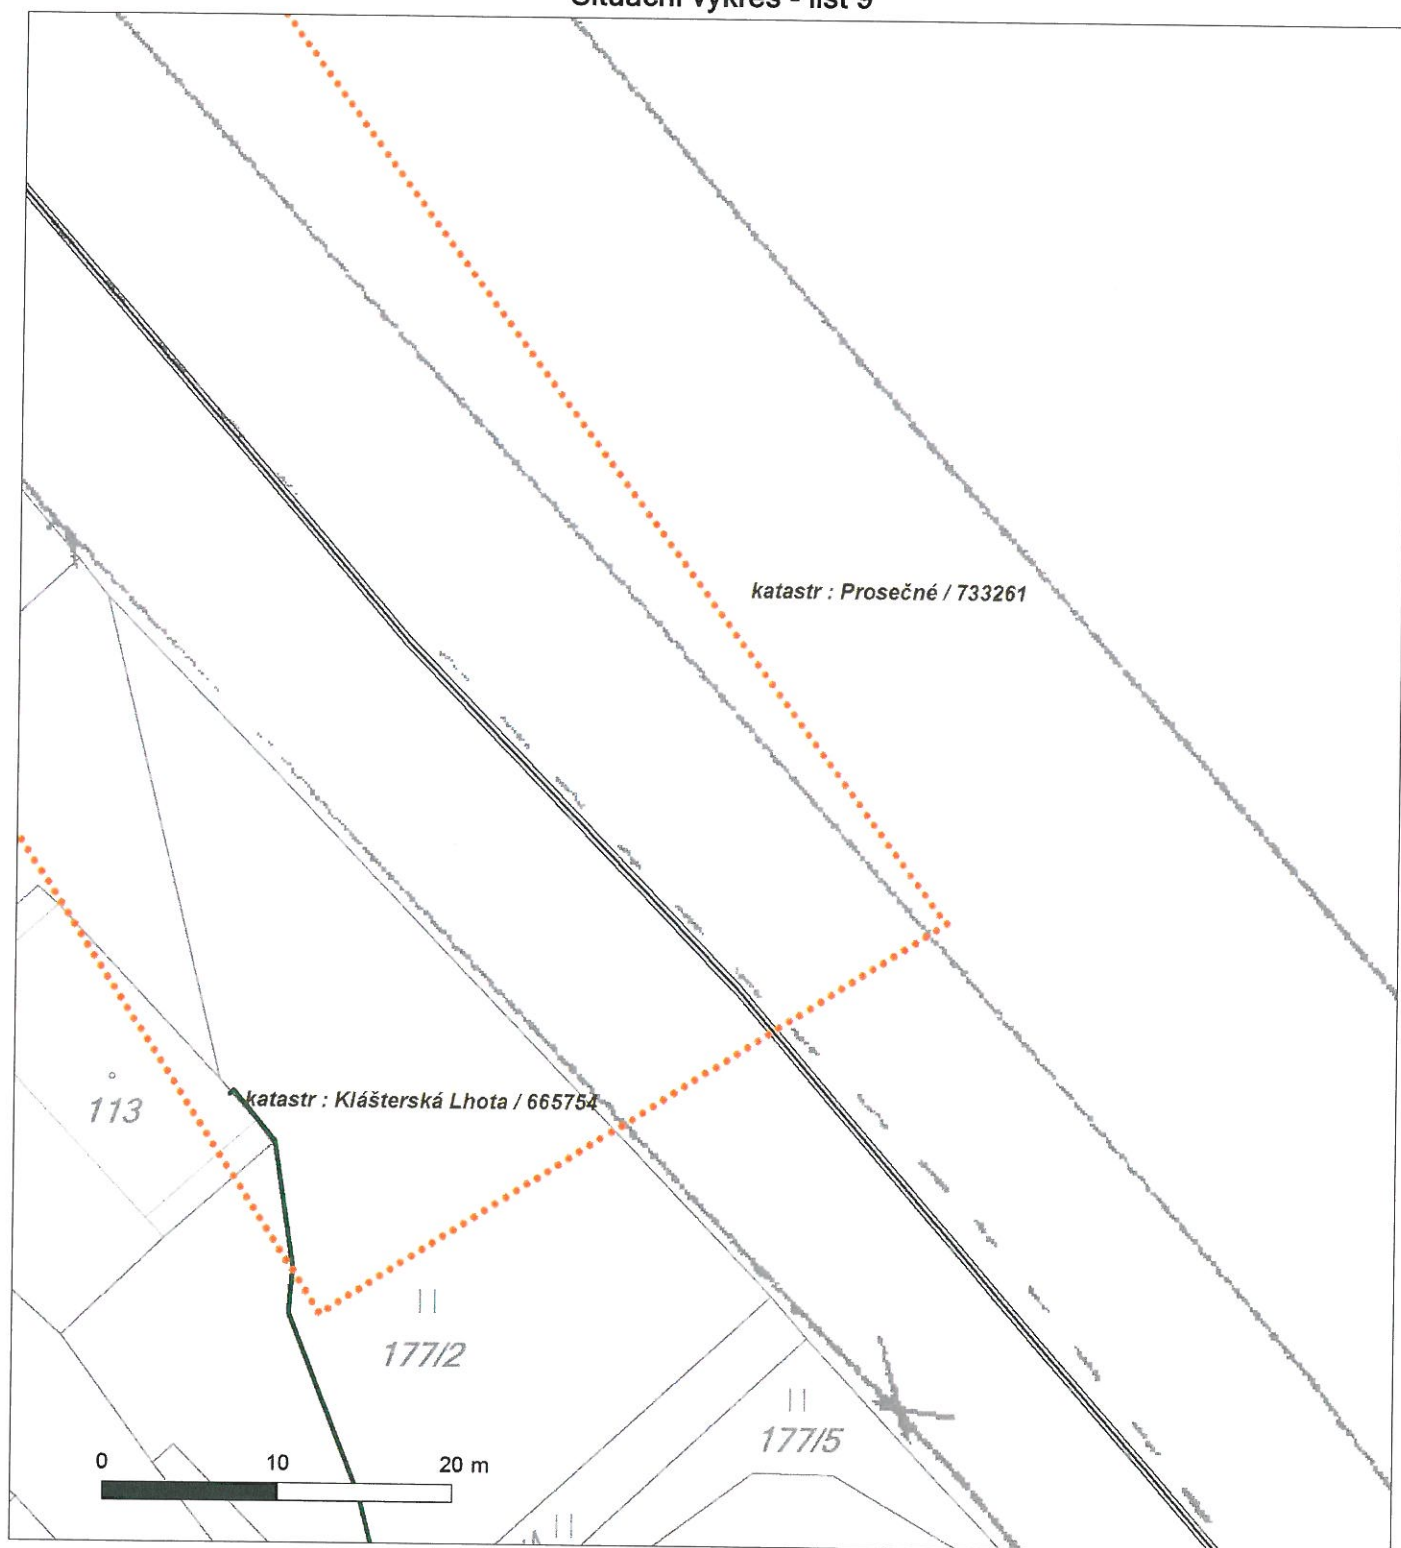 Situační výkres - list 9
katastr : Prosečné / 733261
113
katastr : Klášterská Lhota / 665754
177/2
177/5
0 10 20 m